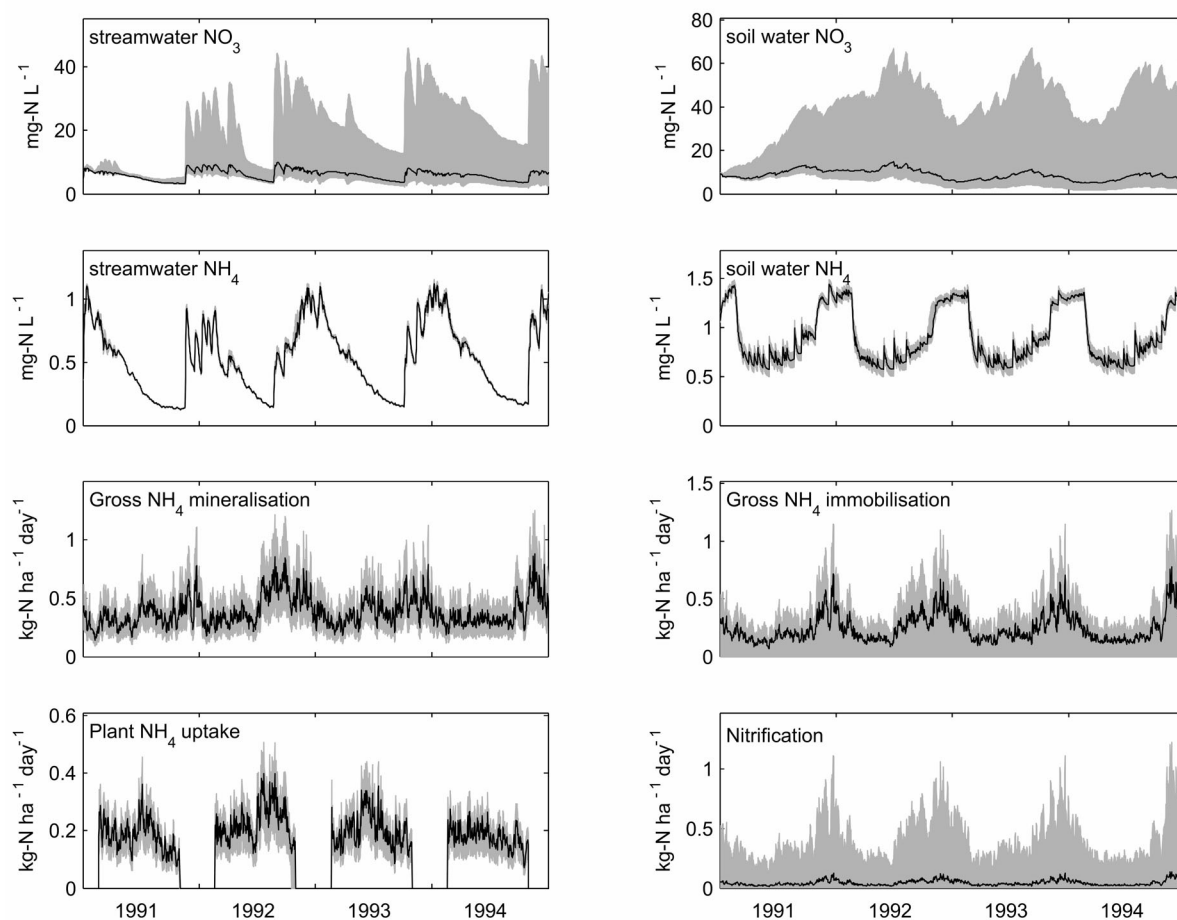 streamwater NO3
mg-N L -1
0
20
40
soil water NO3
mg-N L -1
0
20
40
60
80
streamwater NH4
mg-N L -1
0
0.5
1
soil water NH4
mg-N L -1
0
0.5
1
1.5
Gross NH4 mineralisation
kg-N ha -1 day-1
0
0.5
1
Gross NH4 immobilisation
kg-N ha -1 day-1
0
0.5
1
1.5
Plant NH4 uptake
kg-N ha -1 day-1
0
0.2
0.4
0.6
1991 1992 1993 1994
Nitrification
kg-N ha -1 day-1
0
0.5
1
1991 1992 1993 1994